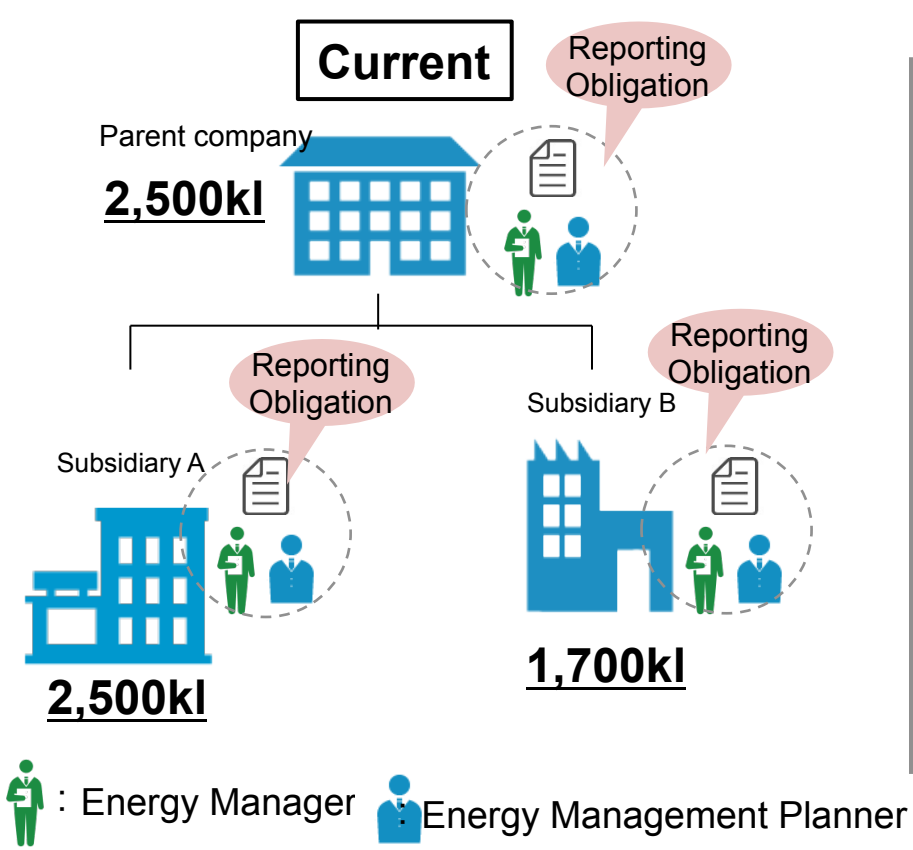 Current
Reporting
Obligation
Parent company
2,500kl
Reporting
Obligation
Reporting
Obligation
Subsidiary A
Subsidiary B
2,500kl
1,700kl
: Energy Manager
: Energy Management Planner